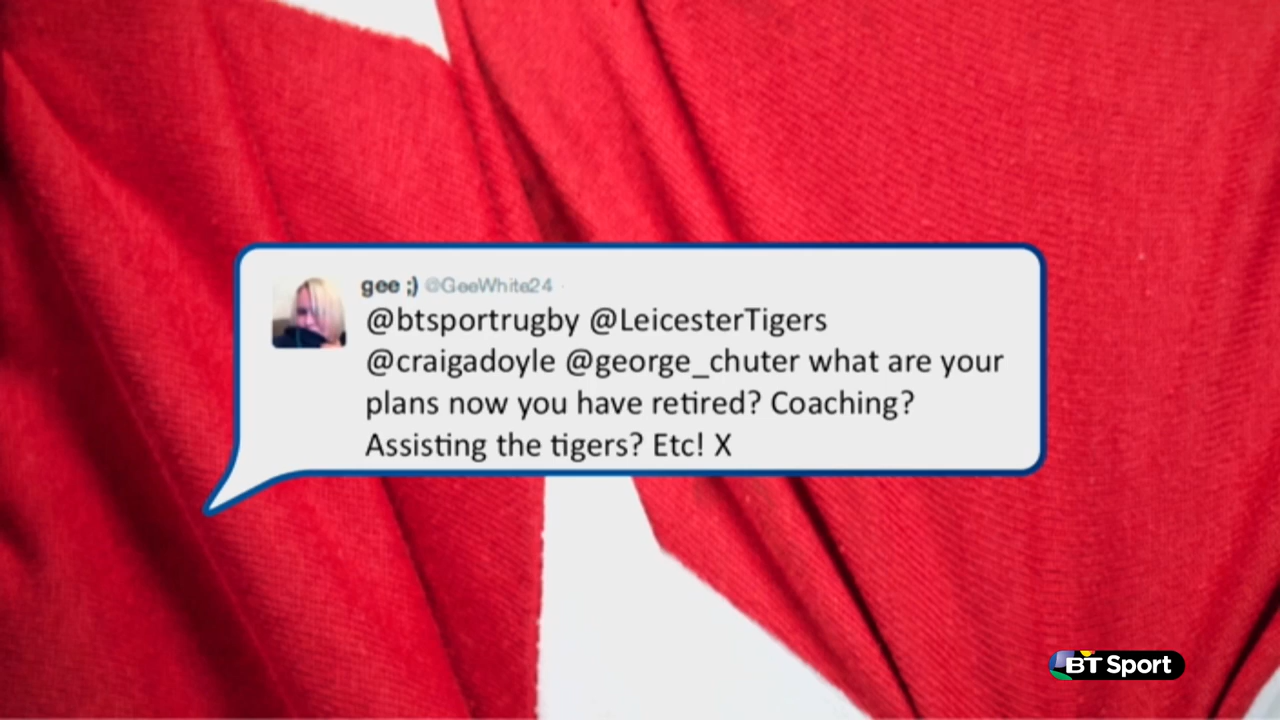 gee ;) @GeeWhite24
@btsportrugby @LeicesterTigers
@craigadoyle @george_chuter what are your
plans now you have retired? Coaching?
Assisting the tigers? Etc! X
BT Sport